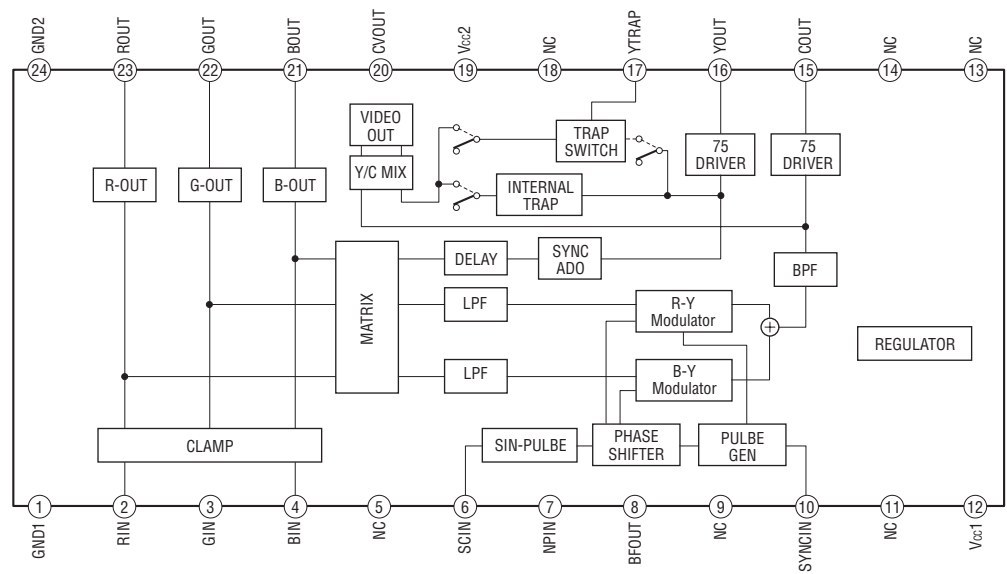 GND2
ROUT
GOUT
BOUT
CVOUT
Vcc2
NC
YTRAP
YOUT
COUT
NC
NC
24
23
22
21
20
19
18
17
16
15
14
13
VIDEO
OUT
TRAP
SWITCH
75
DRIVER
75
DRIVER
R-OUT
G-OUT
B-OUT
Y/C MIX
INTERNAL
TRAP
MATRIX
DELAY
SYNC
ADO
BPF
LPF
R-Y
Modulator
+
REGULATOR
LPF
B-Y
Modulator
CLAMP
SIN-PULBE
PHASE
SHIFTER
PULBE
GEN
1
2
3
4
5
6
7
8
9
10
11
12
GND1
RIN
GIN
BIN
NC
SCIN
NPIN
BFOUT
NC
SYNCIN
NC
Vcc1